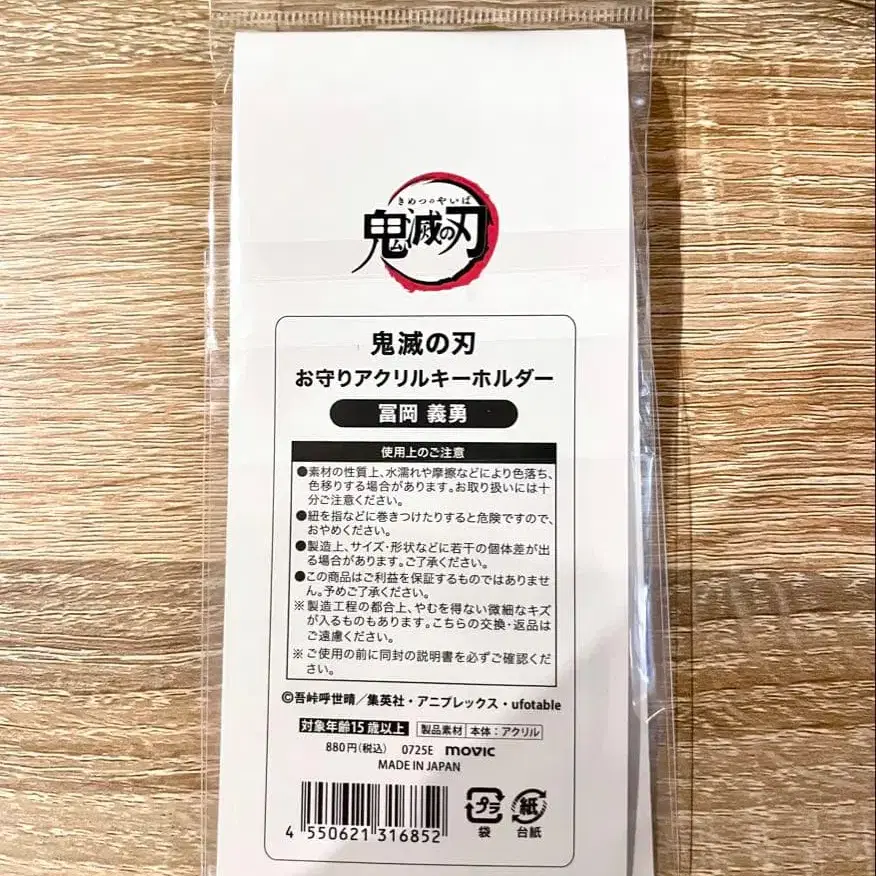 きめつのやいば
鬼滅の刃
鬼滅の刃
お守りアクリルキーホルダー
冨岡 義勇
使用上のご注意
●素材の性質上、水濡れや摩擦などにより色落ち、
色移りする場合があります。お取り扱いには十
分ご注意ください。
●紐を指などに巻きつけたりすると危険ですので、
おやめください。
●製造上、サイズ・形状などに若干の個体差が出
る場合があります。ご了承ください。
●この商品はご利益を保証するものではありませ
ん。予めご了承ください。
※製造工程の都合上、やむを得ない微細なキズ
が入るものもあります。こちらの交換・返品は
ご遠慮ください。
※ご使用の前に同封の説明書を必ずご確認くだ
さい。
©吾峠呼世晴／集英社・アニプレックス・ufotable
対象年齢15歳以上 製品素材 本体：アクリル
880円(税込) 0725E movic
MADE IN JAPAN
4 550621 316852
プラ 紙
袋 台紙